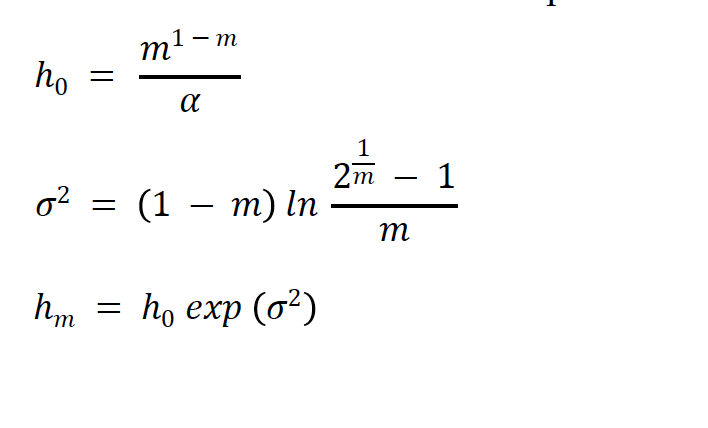 h₀ = m^(1 − m) / α
σ² = (1 − m) ln (2^(1/m) − 1) / m
hₘ = h₀ exp (σ²)